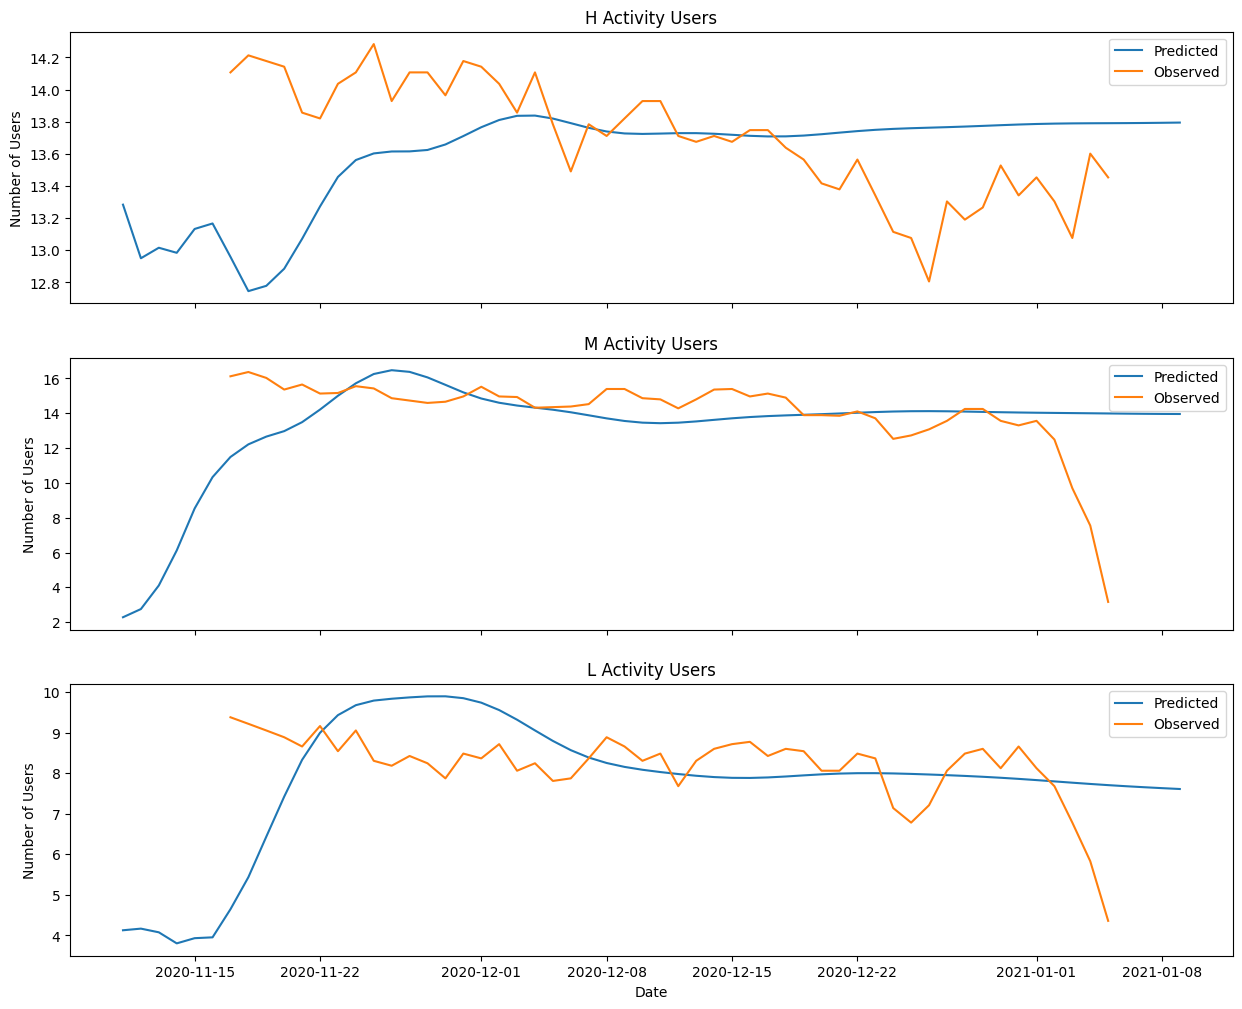 H Activity Users
Number of Users
14.2
14.0
13.8
13.6
13.4
13.2
13.0
12.8
Predicted
Observed
M Activity Users
Number of Users
16
14
12
10
8
6
4
2
Predicted
Observed
L Activity Users
Number of Users
10
9
8
7
6
5
4
Predicted
Observed
2020-11-15 2020-11-22 2020-12-01 2020-12-08 2020-12-15 2020-12-22 2021-01-01 2021-01-08
Date